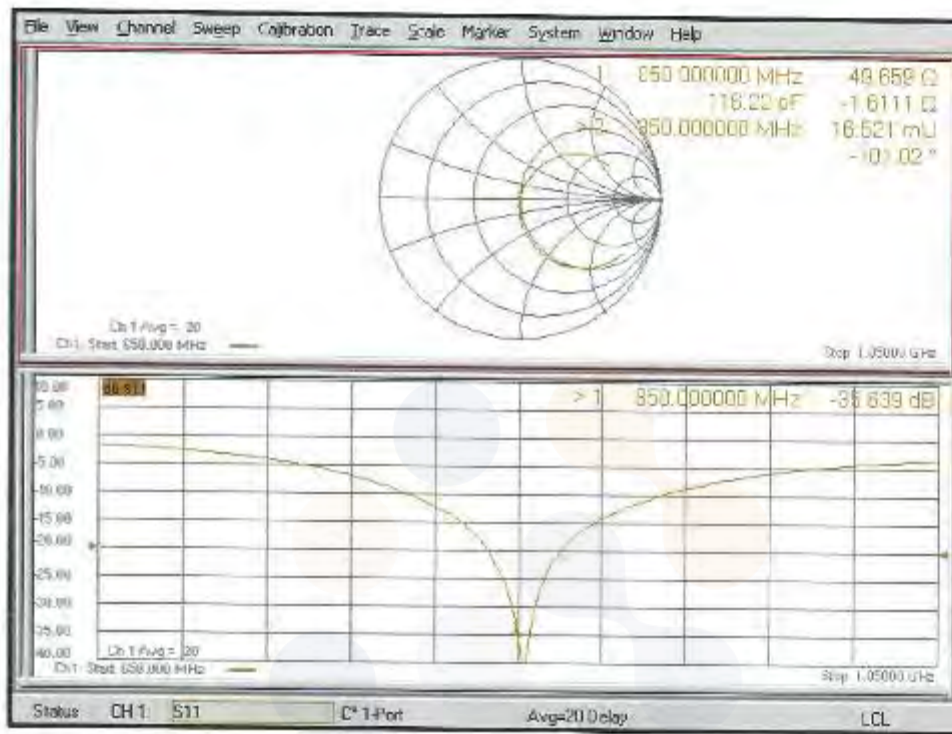 File View Channel Sweep Calibration Trace Scale Marker System Window Help
1 850.000000 MHz 49.659 Ω
116.22 pF -1.6111 Ω
> 2 850.000000 MHz 16.521 mU
-101.02 °
Ch 1 Avg = 20
Ch1: Start 650.000 MHz
Stop 1.05000 GHz
10.00
dB S11
> 1 850.000000 MHz -35.639 dB
5.00
0.00
-5.00
-10.00
-15.00
-20.00
-25.00
-30.00
-35.00
-40.00
Ch 1 Avg = 20
Ch1: Start 650.000 MHz
Stop 1.05000 GHz
Status CH 1: S11 C* 1-Port Avg=20 Delay LCL